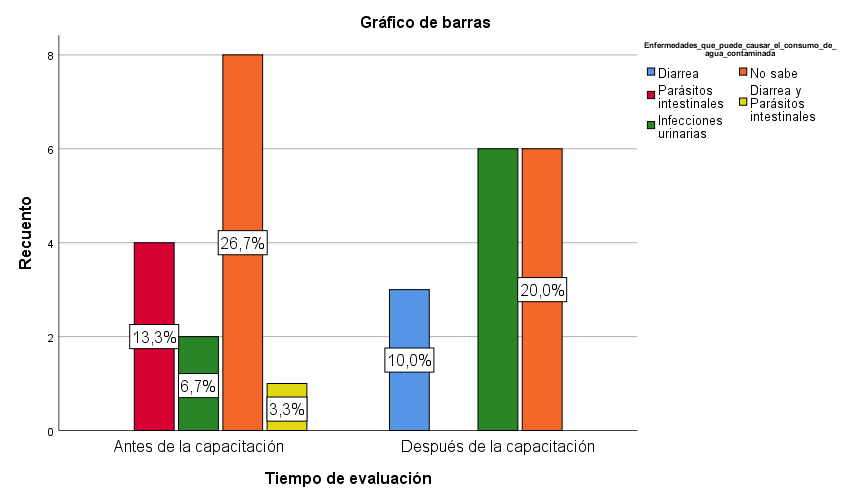 Gráfico de barras
Enfermedades_que_puede_causar_el_consumo_de_
agua_contaminada
Diarrea
No sabe
Parásitos
intestinales
Diarrea y
Parásitos
intestinales
Infecciones
urinarias
Recuento
8
6
4
2
0
13,3%
6,7%
26,7%
3,3%
10,0%
20,0%
Antes de la capacitación
Después de la capacitación
Tiempo de evaluación